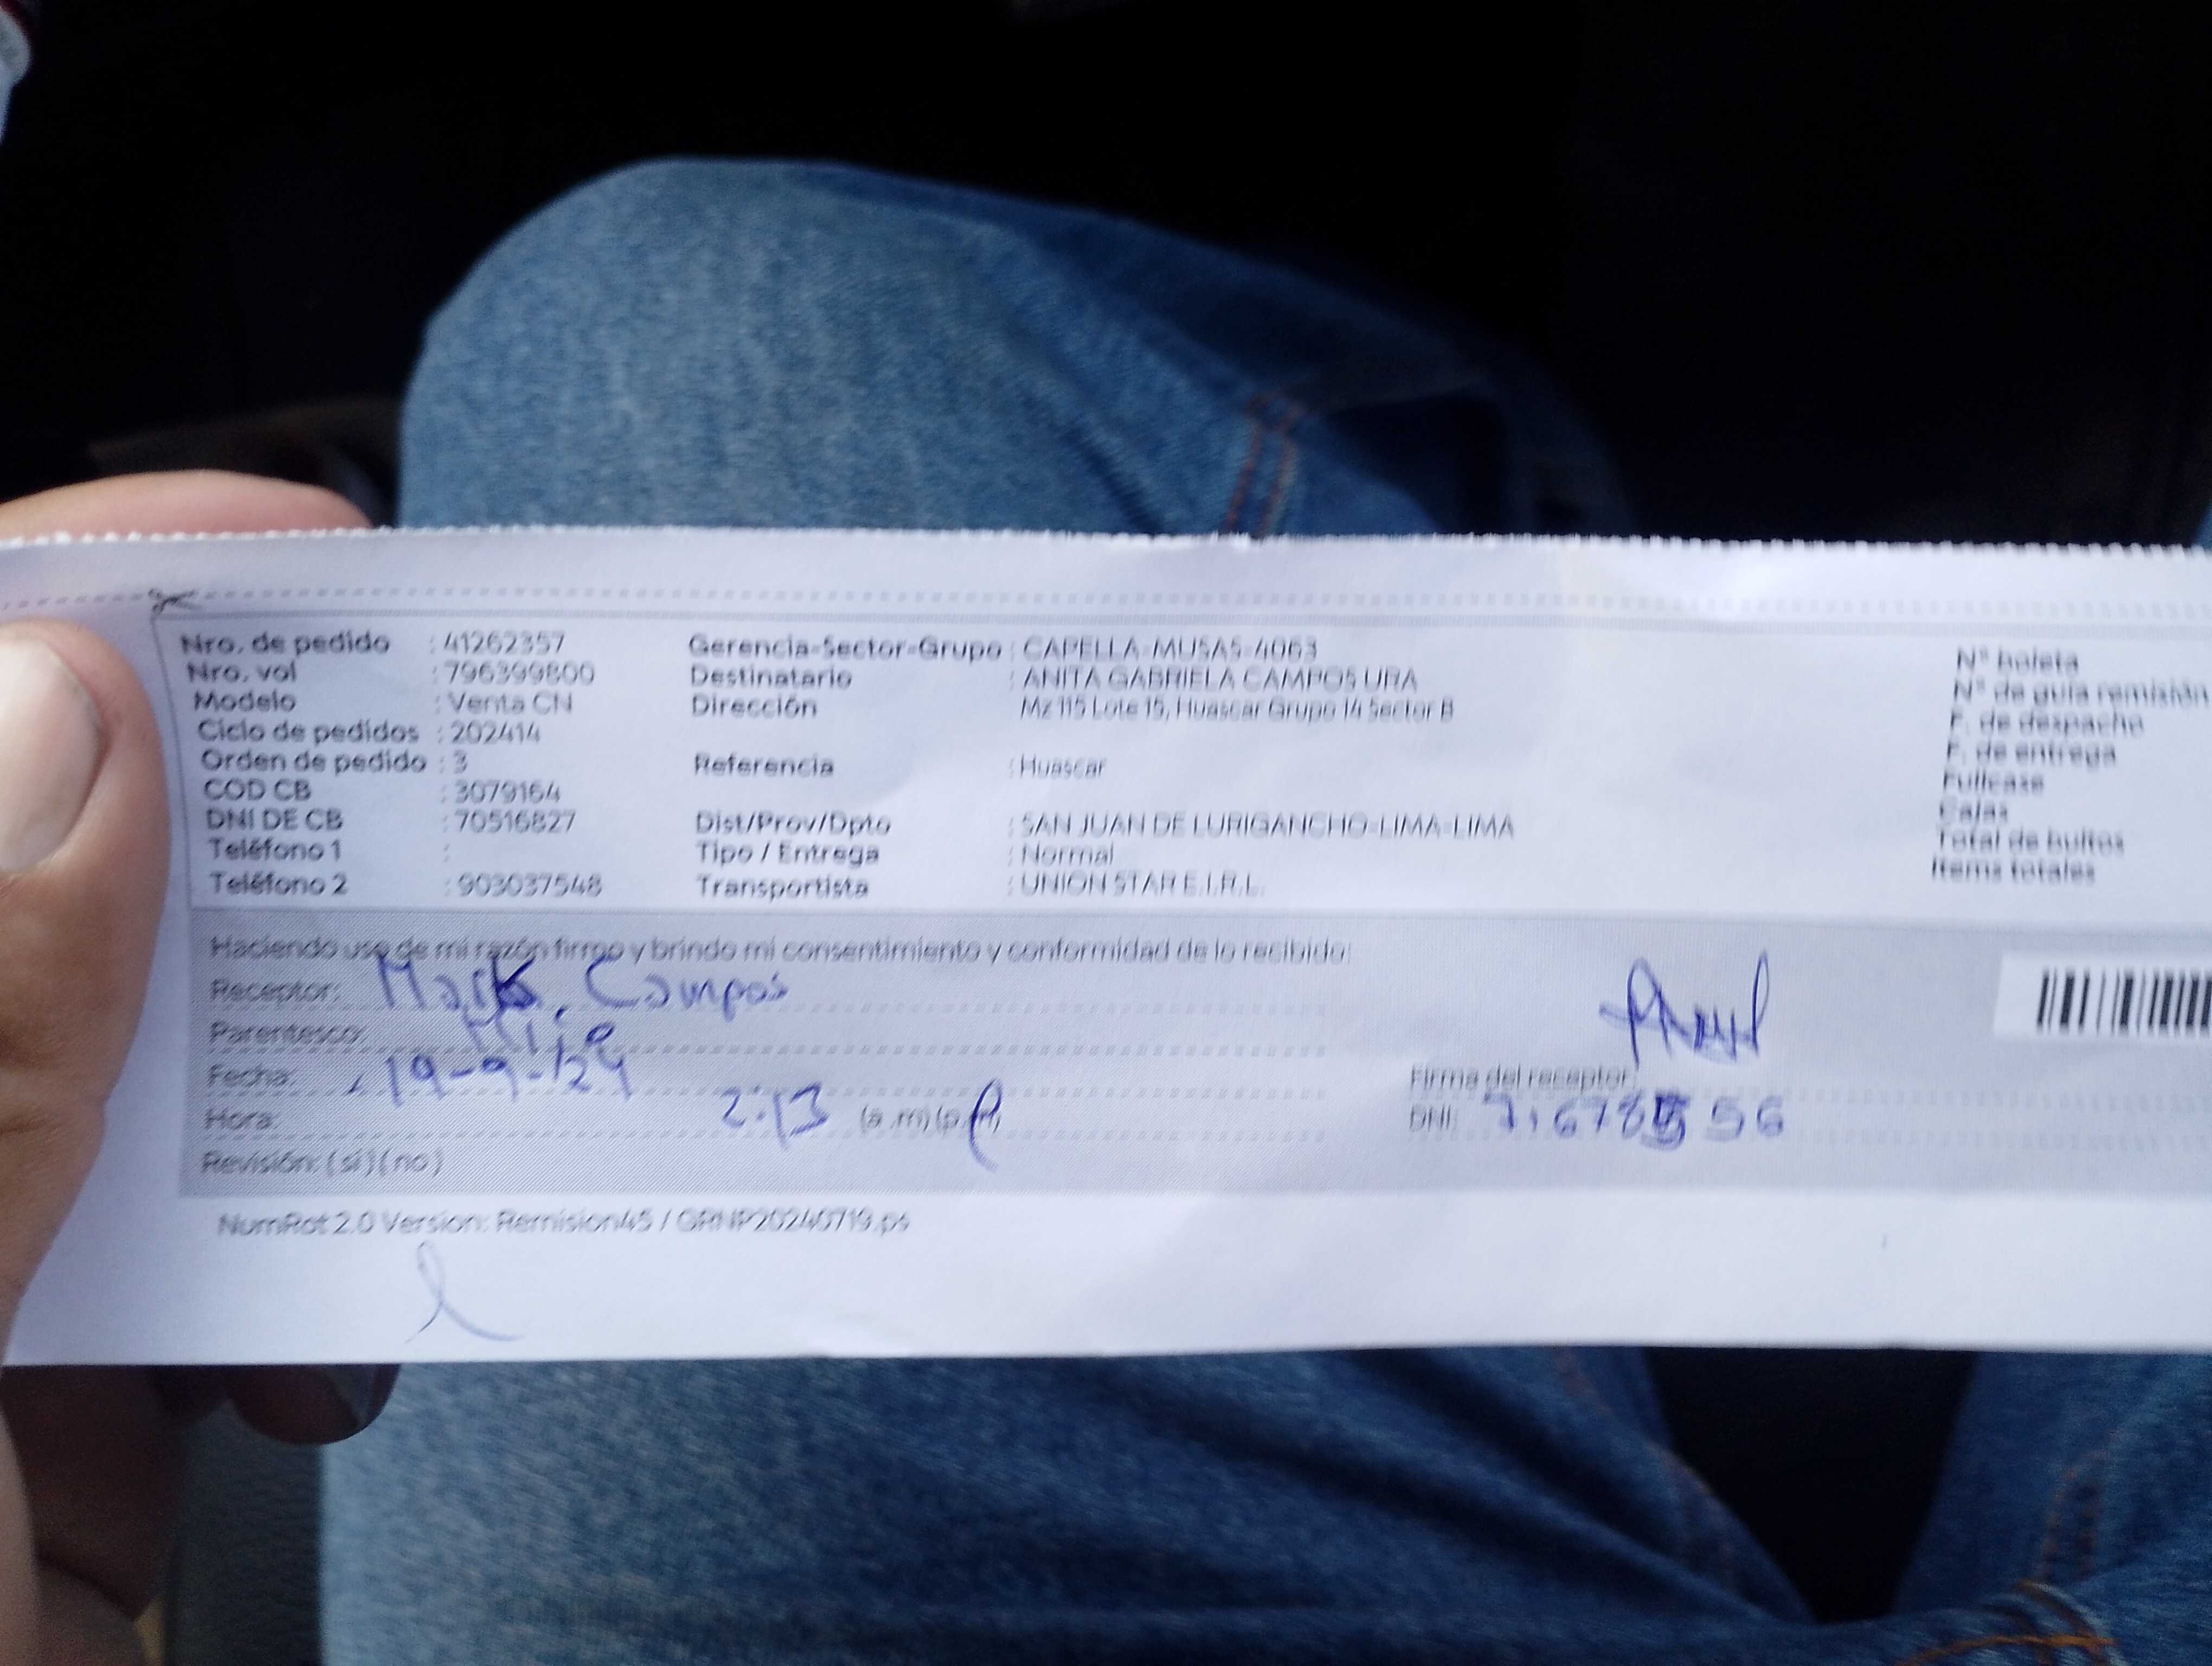 Nro. de pedido : 41262357
Nro. vol : 796399800
Modelo : Venta CN
Ciclo de pedidos : 202414
Orden de pedido : 3
COD CB : 3079164
DNI DE CB : 70516827
Teléfono 1 :
Teléfono 2 : 903037548
Gerencia-Sector-Grupo : CAPELLA-MUSAS-4063
Destinatario : ANITA GABRIELA CAMPOS URA
Dirección Mz 115 Lote 15, Huascar Grupo 14 Sector B
Referencia : Huascar
Dist/Prov/Dpto : SAN JUAN DE LURIGANCHO-LIMA-LIMA
Tipo / Entrega : Normal
Transportista : UNION STAR E.I.R.L.
N° boleta
N° de guía remisión
F. de despacho
F. de entrega
Fullcase
Cajas
Total de bultos
Items totales
Haciendo uso de mi razón firmo y brindo mi consentimiento y conformidad de lo recibido:
Receptor: Mark Campos
Parentesco:
Fecha: 19-9-24
Hora: 2:13 (a.m)(p.m)
Revisión: (si)(no)
Firma del receptor:
DNI:
NumRot 2.0 Version: Remision45 / GRNP20240719.ps